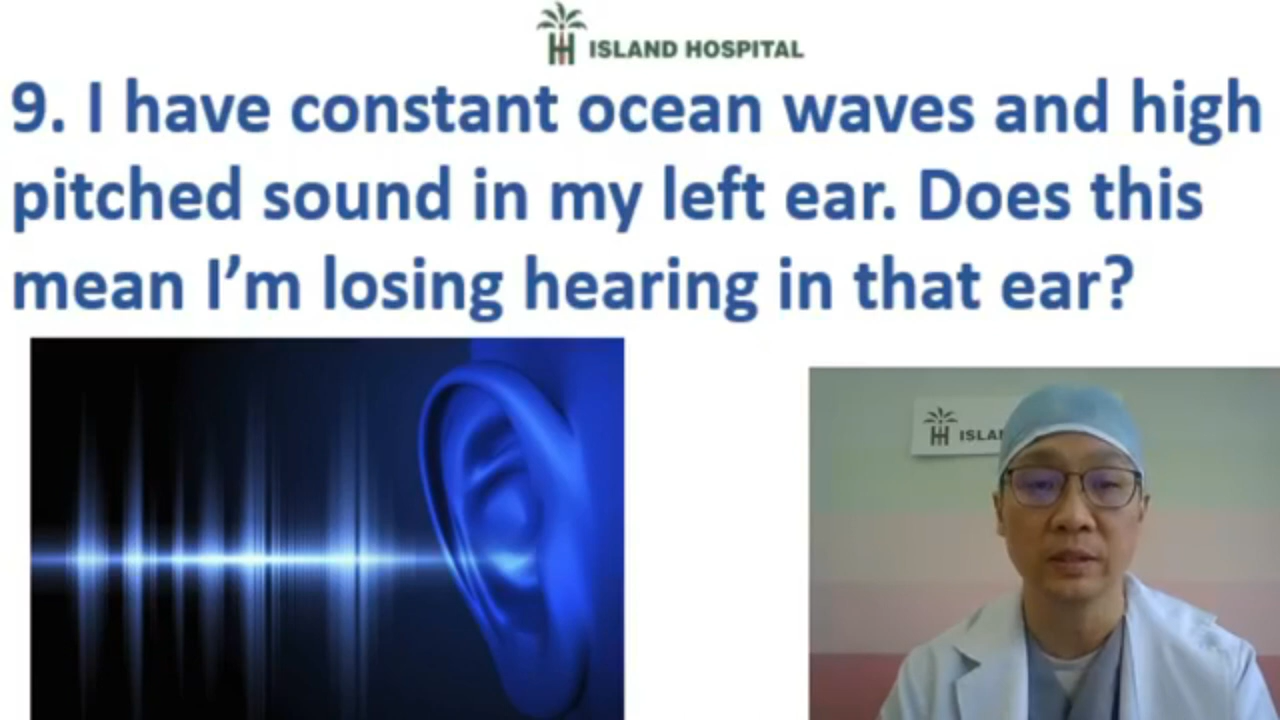 ISLAND HOSPITAL
9. I have constant ocean waves and high
pitched sound in my left ear. Does this
mean I'm losing hearing in that ear?